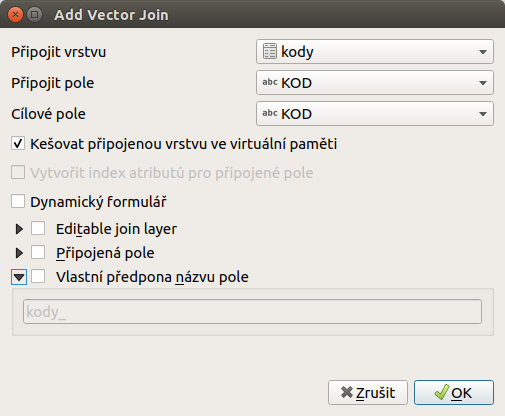 Add Vector Join
Připojit vrstvu kody
Připojit pole abc KOD
Cílové pole abc KOD
Kešovat připojenou vrstvu ve virtuální paměti
Vytvořit index atributů pro připojené pole
Dynamický formulář
Editable join layer
Připojená pole
Vlastní předpona názvu pole
kody_
Zrušit OK